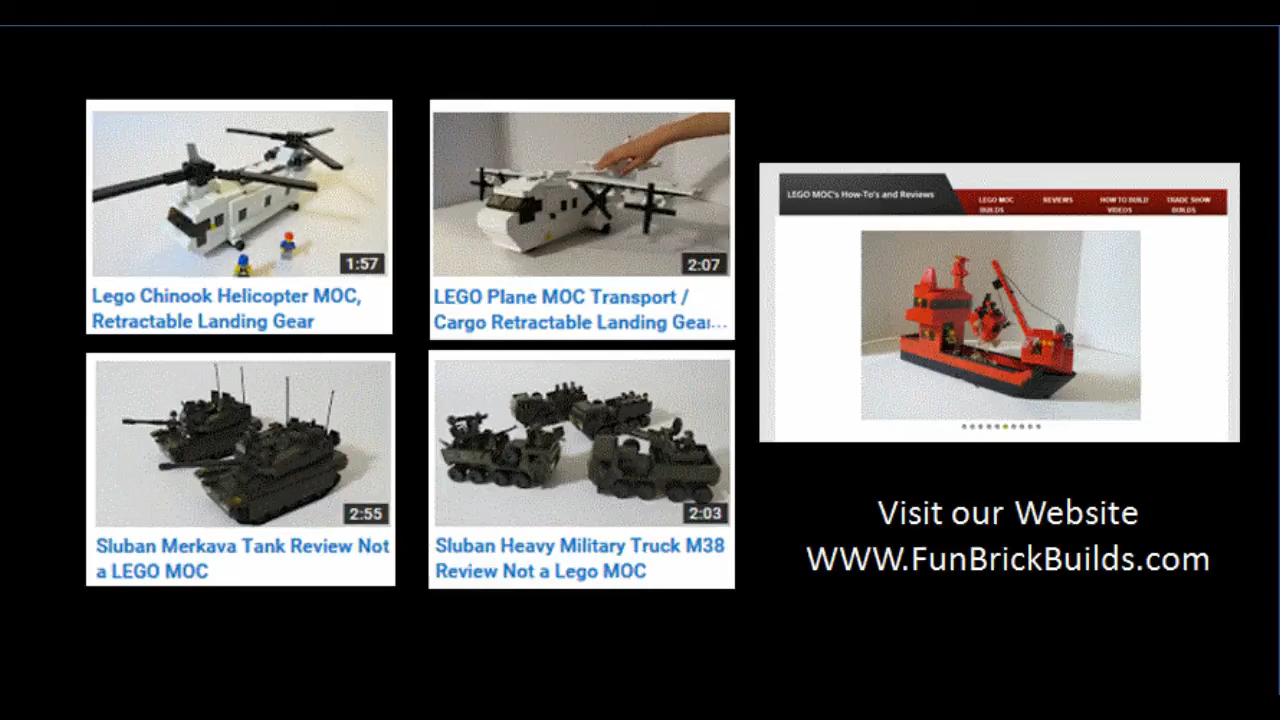 1:57
Lego Chinook Helicopter MOC,
Retractable Landing Gear
2:07
LEGO Plane MOC Transport /
Cargo Retractable Landing Gear...
2:55
Sluban Merkava Tank Review Not
a LEGO MOC
2:03
Sluban Heavy Military Truck M38
Review Not a Lego MOC
LEGO MOC's How-To's and Reviews
LEGO MOC
BUILDS
REVIEWS
HOW TO BUILD
VIDEOS
TRADE SHOW
BUILDS
Visit our Website
WWW.FunBrickBuilds.com